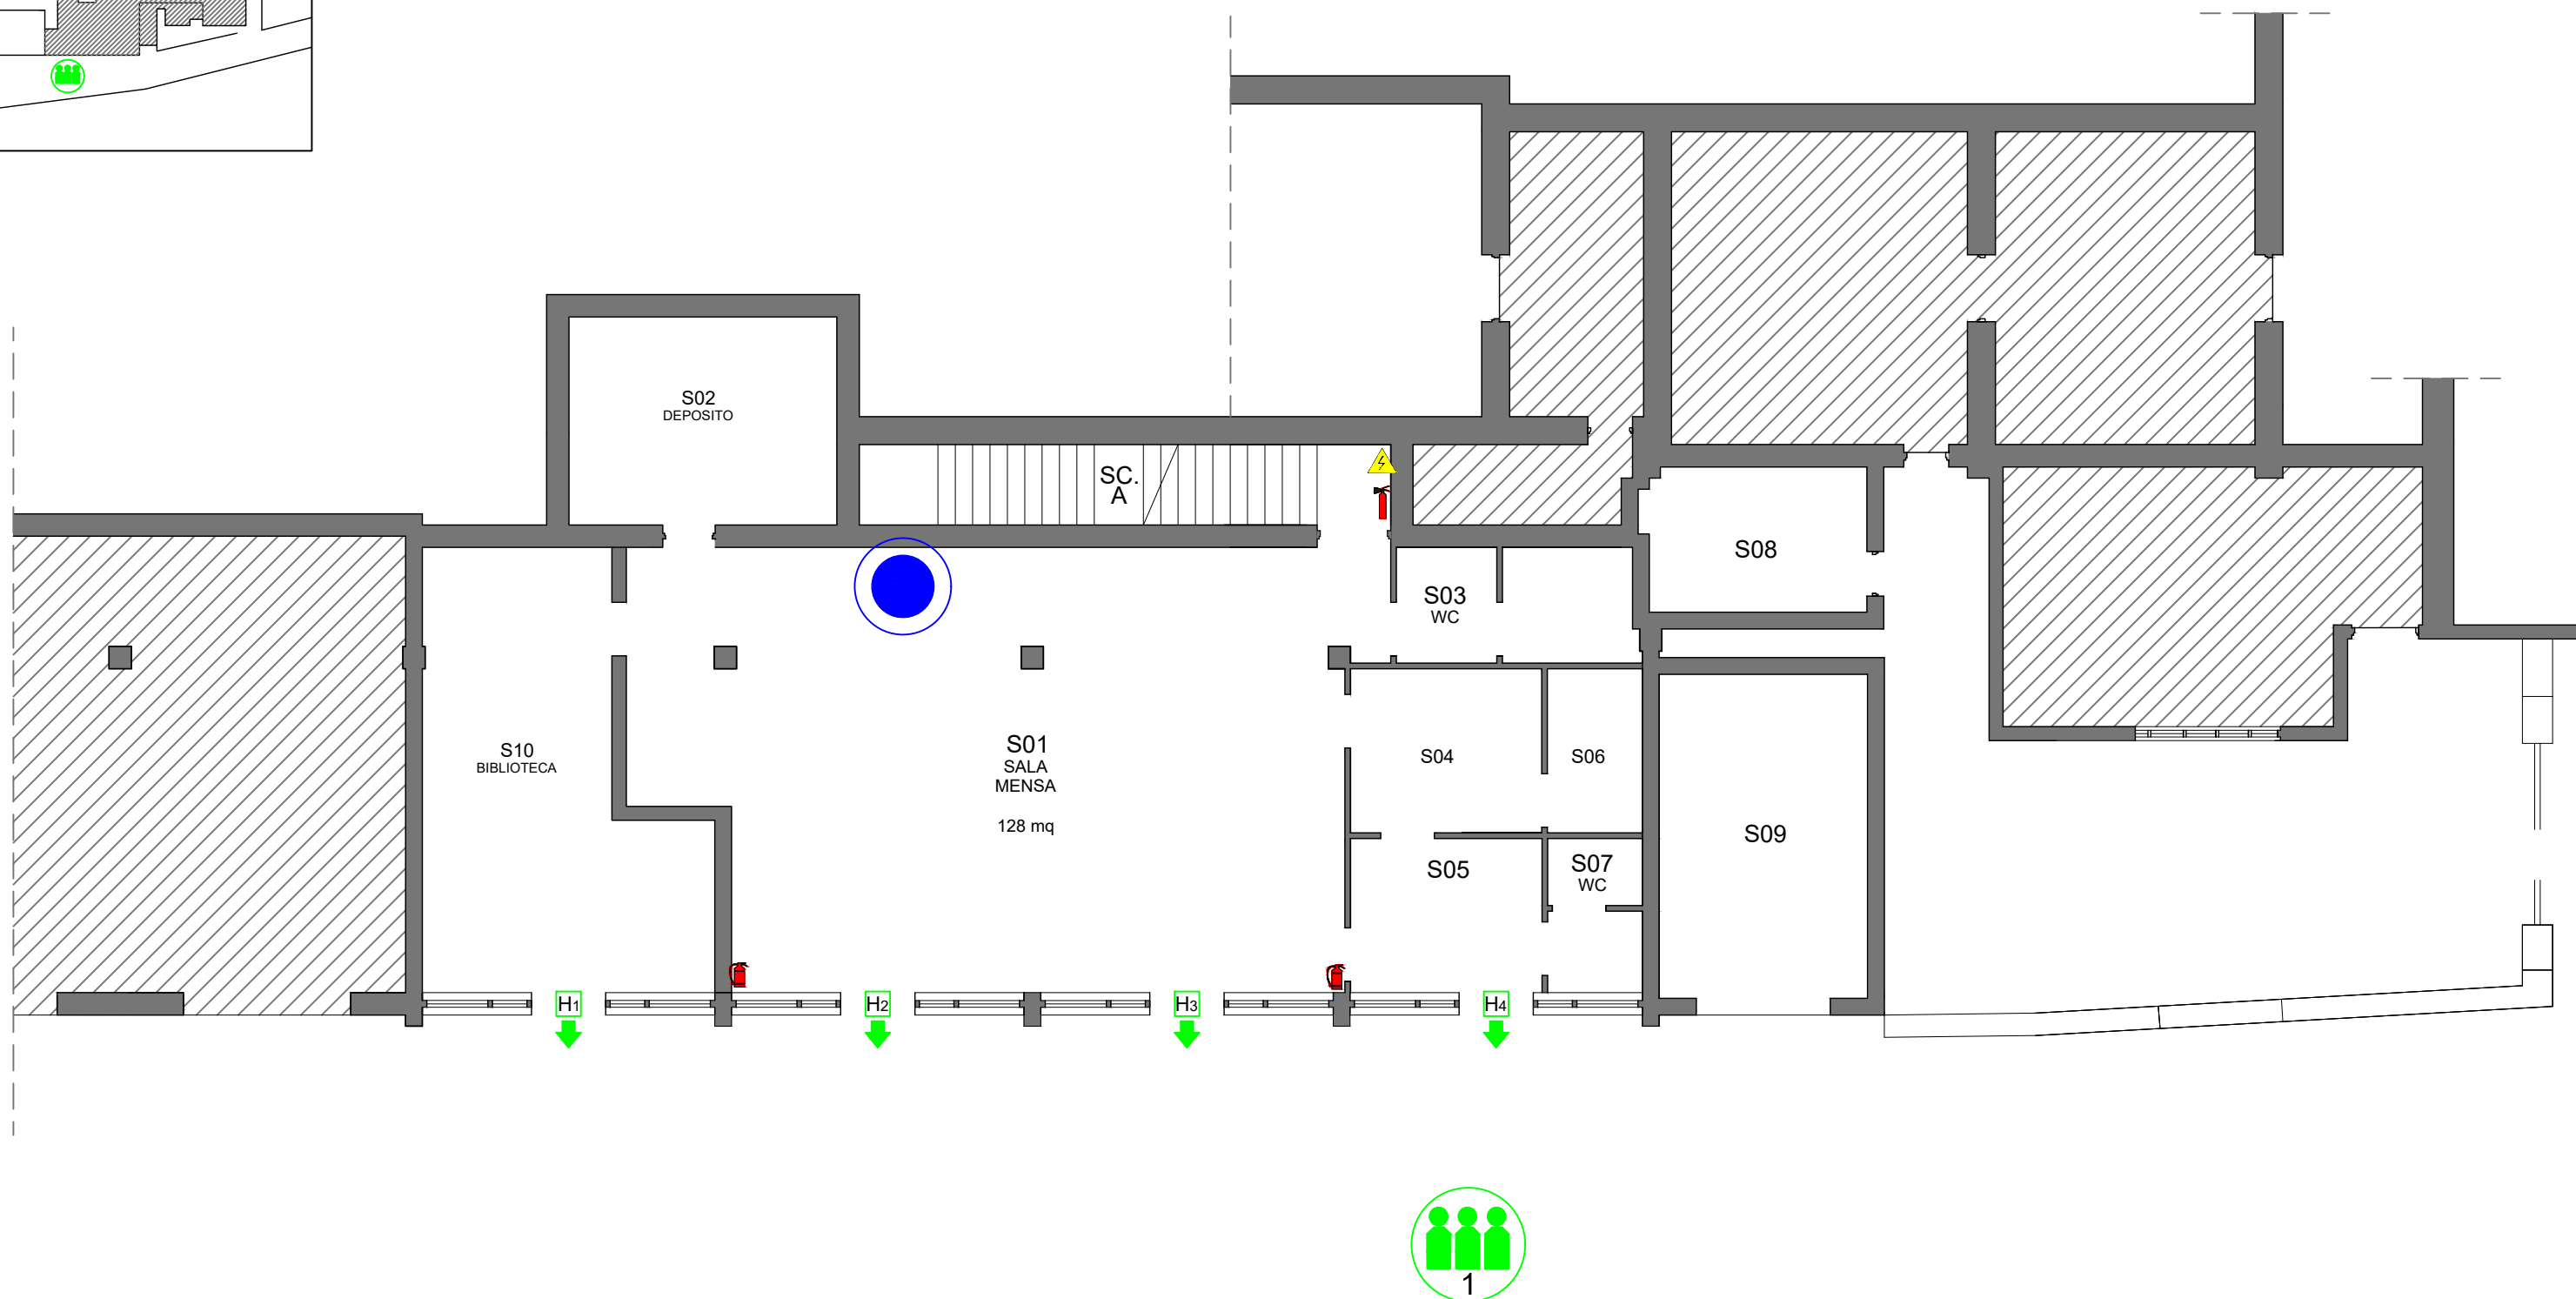 S02
DEPOSITO
SC.
A
S08
S03
WC
S10
BIBLIOTECA
S01
SALA
MENSA
128 mq
S04
S06
S09
S05
S07
WC
H1
H2
H3
H4
1